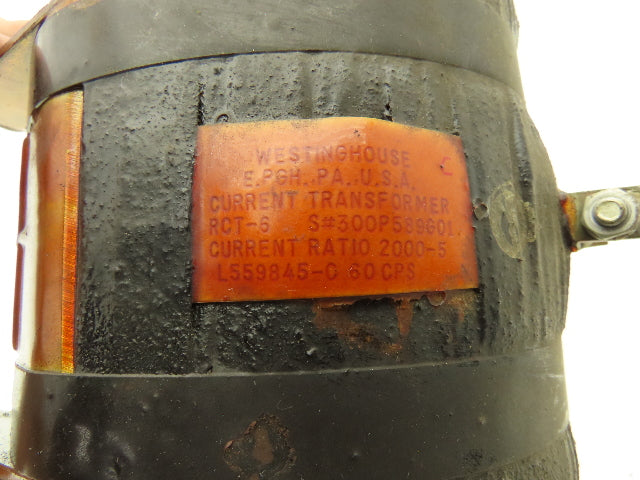 WESTINGHOUSE
E. PGH., PA., U.S.A.
CURRENT TRANSFORMER
RCT-6 S#300P589G01
CURRENT RATIO 2000-5
L559845-C 60 CPS